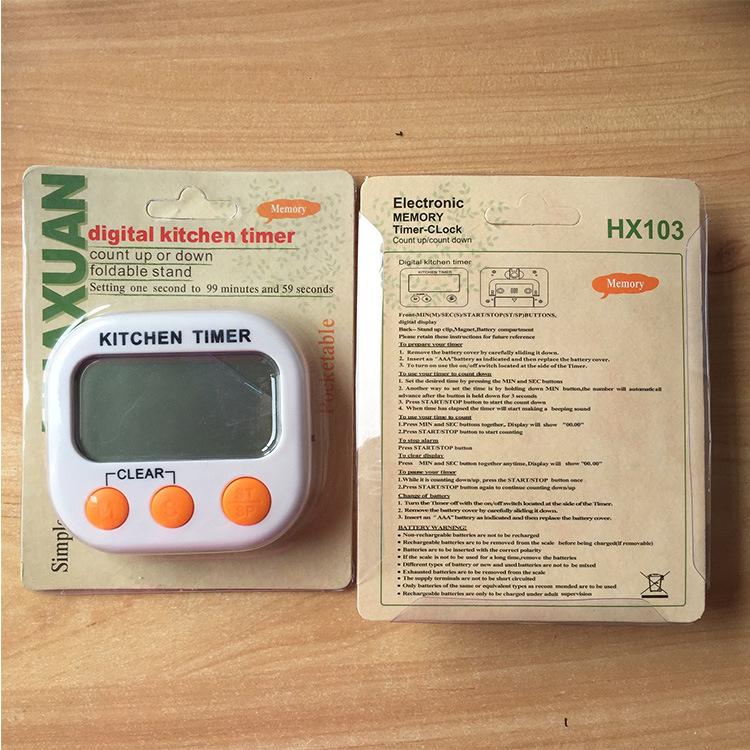 AXUAN
Memory
digital kitchen timer
count up or down
foldable stand
Setting one second to 99 minutes and 59 seconds
Pocketable
Simple
KITCHEN TIMER
CLEAR
M
ST
SP
Electronic
MEMORY
Timer-CLock
Count up/count down
HX103
Digital kitchen timer
KITCHEN TIMER
Memory
Front-MIN(M)/SEC(S)/START/STOP(ST/SP)BUTTONS,
digital display
Back-- Stand up clip,Magnet,Battery compartment
Please retain these instructions for future reference
To prepare your timer
1. Remove the battery cover by carefully sliding it down.
2. Insert an "AAA"battery as indicated and then replace the battery cover.
3. To turn on use the on/off switch located at the side of the Timer.
To use your timer to count down
1. Set the desired time by pressing the MIN and SEC buttons
2. Another way to set the time is by holding down MIN button,the number will automaticall
advance after the button is held down for 3 seconds
3. Press START/STOP button to start the count down
4. When time has elapsed the timer will start making a beeping sound
To use your time to count
1.Press MIN and SEC buttons together, Display will show "00.00"
2.Press START/STOP button to start counting
To stop alarm
Press START/STOP button
To clear display
Press MIN and SEC button together anytime,Display will show "00.00"
To pause your timer
1.While it is counting down/up, press the START/STOP button once
2.Press START/STOP button again to continue counting down/up
Change of battery
1. Turn the Timer off with the on/off switch located at the side of the Timer.
2. Remove the battery cover by carefully sliding it down.
3. Insert an "AAA" battery as indicated and then replace the battery cover.
BATTERY WARNING!
● Non-rechargeable batteries are not to be recharged
● Rechargeable batteries are to be removed from the scale before being charged(if removable)
● Batteries are to be inserted with the correct polarity
● If the scale is not to be used for a long time,remove the batteries
● Different types of battery or new and used batteries are not to be mixed
● Exhausted batteries are to be removed from the scale
● The supply terminals are not to be short circuited
● Only batteries of the same or equivalent types as recom mended are to be used
● Rechargeable batteries are only to be charged under adult supervision